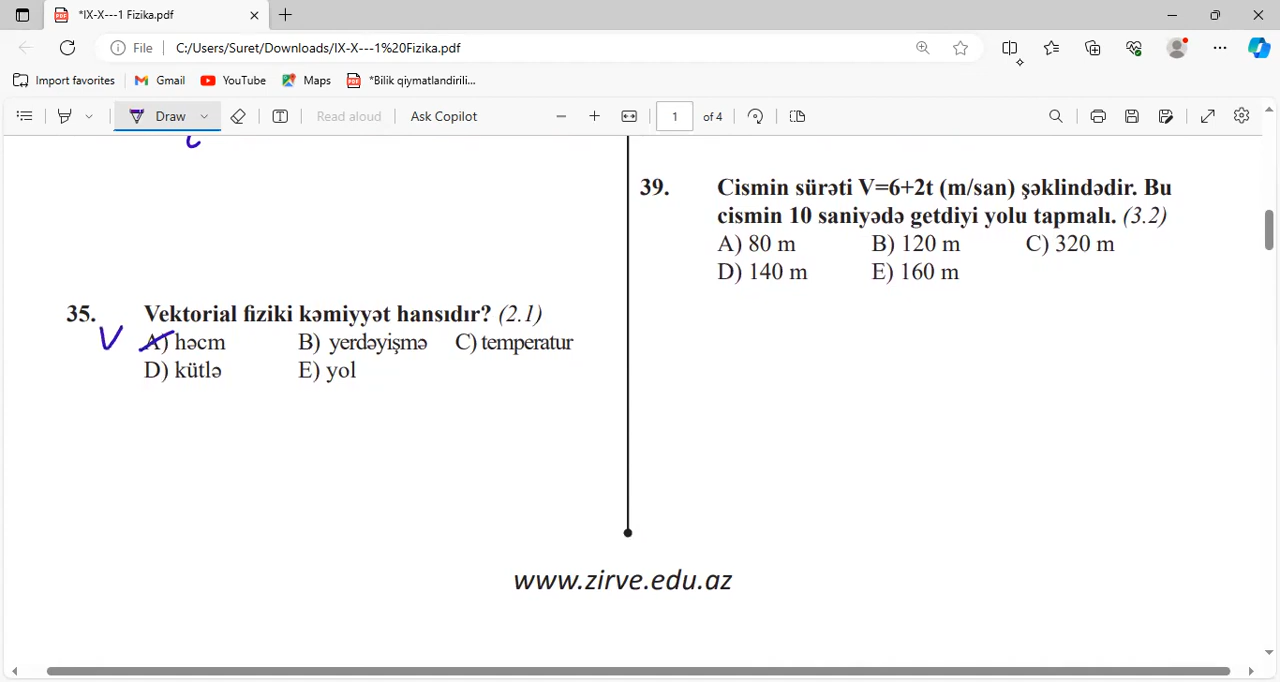 *IX-X---1 Fizika.pdf
File
C:/Users/Suret/Downloads/IX-X---1%20Fizika.pdf
Import favorites
Gmail
YouTube
Maps
*Bilik qiymatlandirili...
Draw
Read aloud
Ask Copilot
1 of 4
35. Vektorial fiziki kəmiyyət hansıdır? (2.1)
V A) həcm B) yerdəyişmə C) temperatur
D) kütlə E) yol
39. Cismin sürəti V=6+2t (m/san) şəklindədir. Bu
cismin 10 saniyədə getdiyi yolu tapmalı. (3.2)
A) 80 m B) 120 m C) 320 m
D) 140 m E) 160 m
www.zirve.edu.az